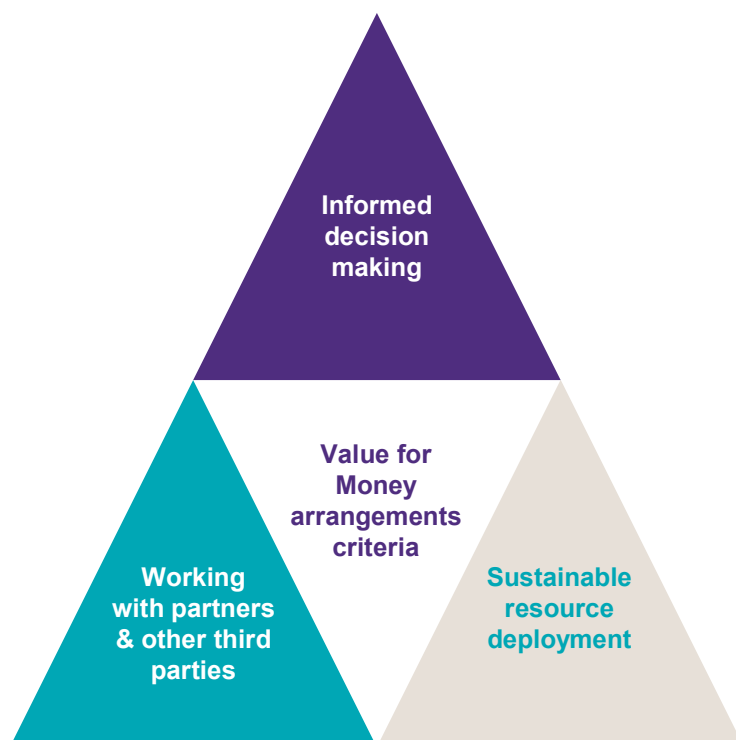 Informed
decision
making
Value for
Money
arrangements
criteria
Working
with partners
& other third
parties
Sustainable
resource
deployment